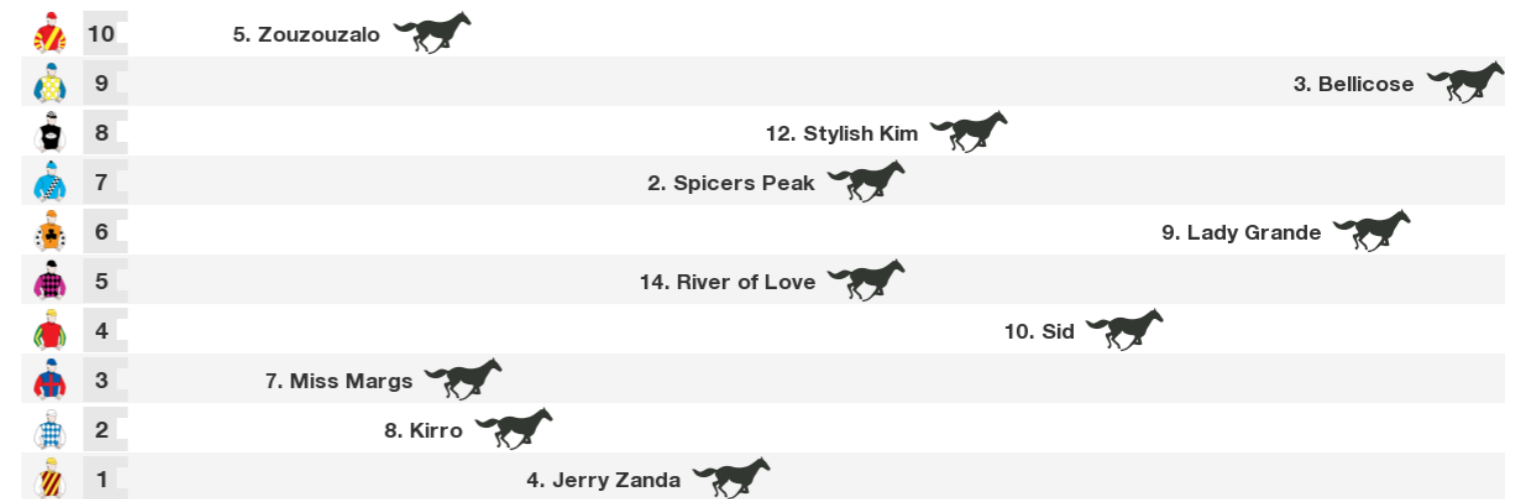 10 5. Zouzouzalo
9 3. Bellicose
8 12. Stylish Kim
7 2. Spicers Peak
6 9. Lady Grande
5 14. River of Love
4 10. Sid
3 7. Miss Margs
2 8. Kirro
1 4. Jerry Zanda